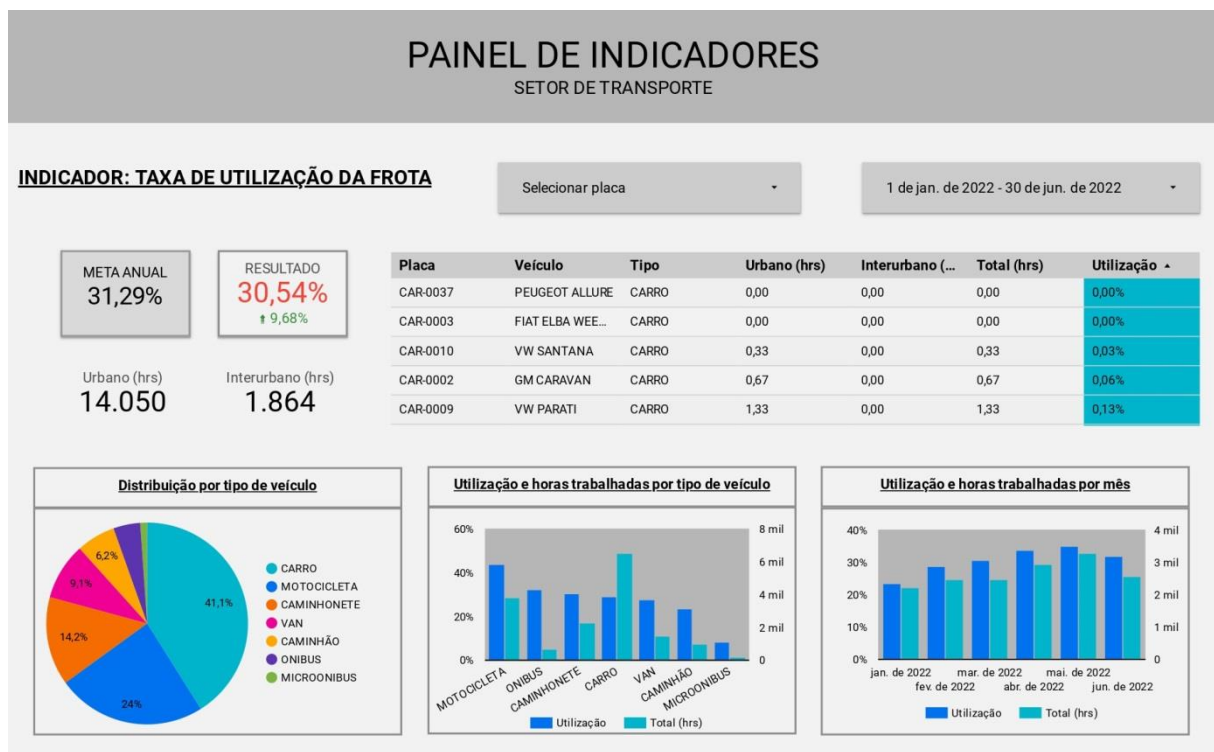 PAINEL DE INDICADORES
SETOR DE TRANSPORTE
INDICADOR: TAXA DE UTILIZAÇÃO DA FROTA
Selecionar placa
1 de jan. de 2022 - 30 de jun. de 2022
META ANUAL
31,29%
RESULTADO
30,54%
9,68%
Urbano (hrs)
14.050
Interurbano (hrs)
1.864
Placa Veículo Tipo Urbano (hrs) Interurbano (... Total (hrs) Utilização
CAR-0037 PEUGEOT ALLURE CARRO 0,00 0,00 0,00 0,00%
CAR-0003 FIAT ELBA WEE... CARRO 0,00 0,00 0,00 0,00%
CAR-0010 VW SANTANA CARRO 0,33 0,00 0,33 0,03%
CAR-0002 GM CARAVAN CARRO 0,67 0,00 0,67 0,06%
CAR-0009 VW PARATI CARRO 1,33 0,00 1,33 0,13%
Distribuição por tipo de veículo
41,1%
24%
14,2%
9,1%
6,2%
CARRO
MOTOCICLETA
CAMINHONETE
VAN
CAMINHÃO
ONIBUS
MICROONIBUS
Utilização e horas trabalhadas por tipo de veículo
60%
40%
20%
0%
8 mil
6 mil
4 mil
2 mil
0
MOTOCICLETA
ONIBUS
CAMINHONETE
CARRO
VAN
CAMINHÃO
MICROONIBUS
Utilização Total (hrs)
Utilização e horas trabalhadas por mês
40%
30%
20%
10%
0%
4 mil
3 mil
2 mil
1 mil
0
jan. de 2022 mar. de 2022 mai. de 2022
fev. de 2022 abr. de 2022 jun. de 2022
Utilização Total (hrs)